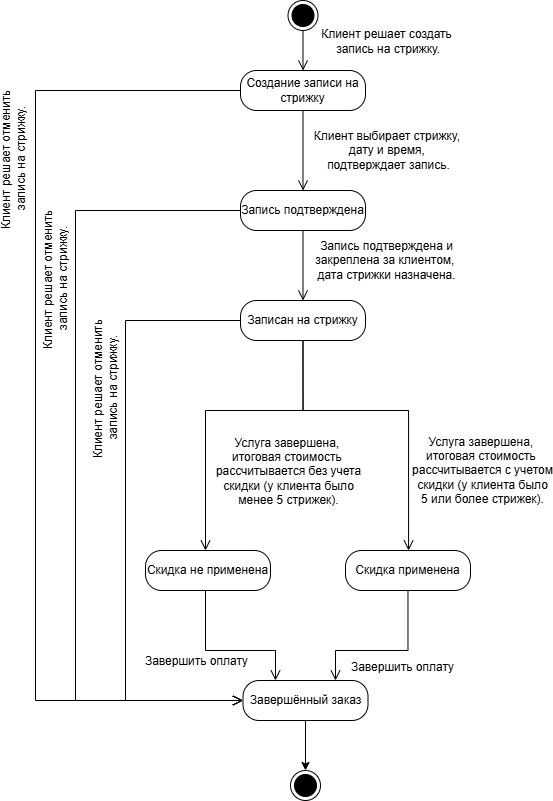 Клиент решает создать
запись на стрижку.
Создание записи на
стрижку
Клиент решает отменить
запись на стрижку.
Клиент выбирает стрижку,
дату и время,
подтверждает запись.
Запись подтверждена
Клиент решает отменить
запись на стрижку.
Запись подтверждена и
закреплена за клиентом,
дата стрижки назначена.
Записан на стрижку
Клиент решает отменить
запись на стрижку.
Услуга завершена,
итоговая стоимость
рассчитывается без учета
скидки (у клиента было
менее 5 стрижек).
Услуга завершена,
итоговая стоимость
рассчитывается с учетом
скидки (у клиента было
5 или более стрижек).
Скидка не применена
Скидка применена
Завершить оплату
Завершить оплату
Завершённый заказ